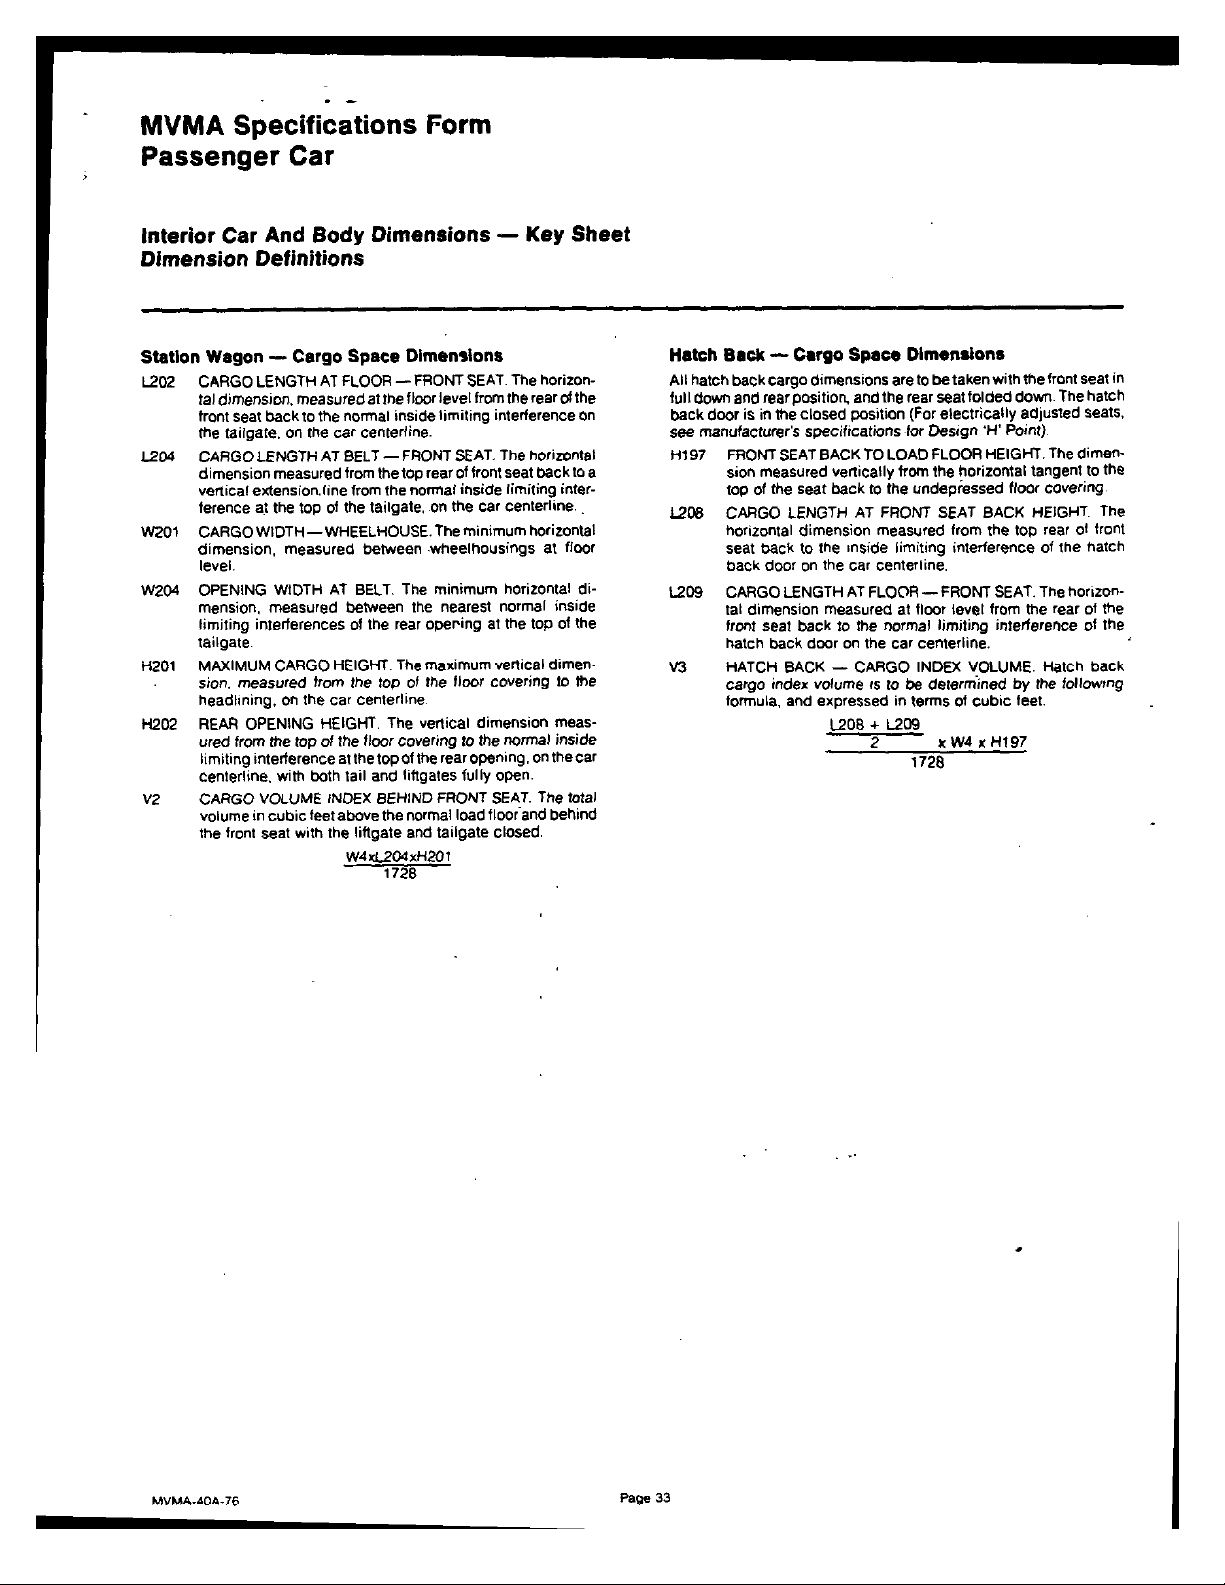 MVMA Specifications Form
Passenger Car
Interior Car And Body Dimensions — Key Sheet
Dimension Definitions
Station Wagon — Cargo Space Dimensions
L202 CARGO LENGTH AT FLOOR — FRONT SEAT. The horizon-
tal dimension, measured at the floor level from the rear of the
front seat back to the normal inside limiting interference on
the tailgate, on the car centerline.
L204 CARGO LENGTH AT BELT — FRONT SEAT. The horizontal
dimension measured from the top rear of front seat back to a
vertical extension line from the normal inside limiting inter-
ference at the top of the tailgate, on the car centerline.
W201 CARGO WIDTH — WHEELHOUSE. The minimum horizontal
dimension, measured between wheelhousings at floor
level.
W204 OPENING WIDTH AT BELT. The minimum horizontal di-
mension, measured between the nearest normal inside
limiting interferences of the rear opening at the top of the
tailgate.
H201 MAXIMUM CARGO HEIGHT. The maximum vertical dimen-
sion, measured from the top of the floor covering to the
headlining, on the car centerline.
H202 REAR OPENING HEIGHT. The vertical dimension meas-
ured from the top of the floor covering to the normal inside
limiting interference at the top of the rear opening, on the car
centerline, with both tail and liftgates fully open.
V2 CARGO VOLUME INDEX BEHIND FRONT SEAT. The total
volume in cubic feet above the normal load floor and behind
the front seat with the liftgate and tailgate closed.
W4xL204xH201
1728
Hatch Back — Cargo Space Dimensions
All hatch back cargo dimensions are to be taken with the front seat in
full down and rear position, and the rear seat folded down. The hatch
back door is in the closed position (For electrically adjusted seats,
see manufacturer's specifications for Design 'H' Point).
H197 FRONT SEAT BACK TO LOAD FLOOR HEIGHT. The dimen-
sion measured vertically from the horizontal tangent to the
top of the seat back to the undepressed floor covering.
L208 CARGO LENGTH AT FRONT SEAT BACK HEIGHT. The
horizontal dimension measured from the top rear of front
seat back to the inside limiting interference of the hatch
back door on the car centerline.
L209 CARGO LENGTH AT FLOOR — FRONT SEAT. The horizon-
tal dimension measured at floor level from the rear of the
front seat back to the normal limiting interference of the
hatch back door on the car centerline.
V3 HATCH BACK — CARGO INDEX VOLUME. Hatch back
cargo index volume is to be determined by the following
formula, and expressed in terms of cubic feet.
L208 + L209
2 x W4 x H197
1728
MVMA-40A-76
Page 33